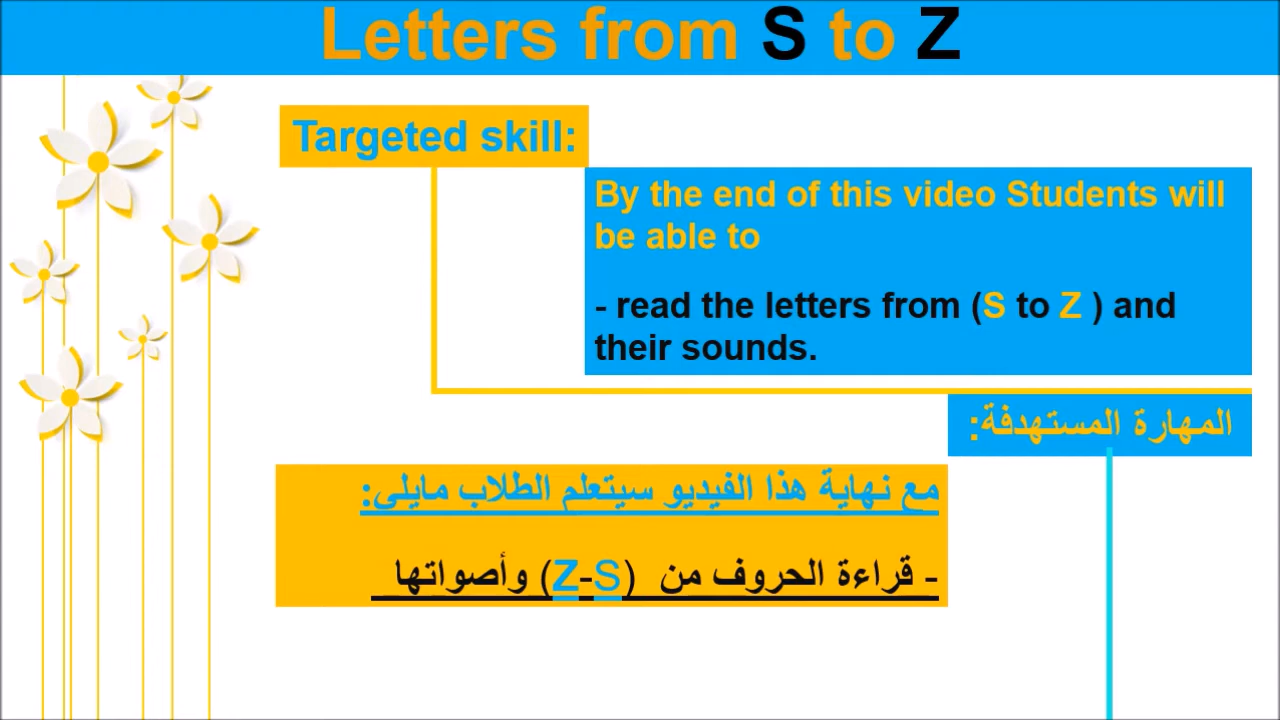 Letters from S to Z
Targeted skill:
By the end of this video Students will
be able to
- read the letters from (S to Z ) and
their sounds.
المهارة المستهدفة:
مع نهاية هذا الفيديو سيتعلم الطلاب مايلي:
- قراءة الحروف من (S-Z) وأصواتها